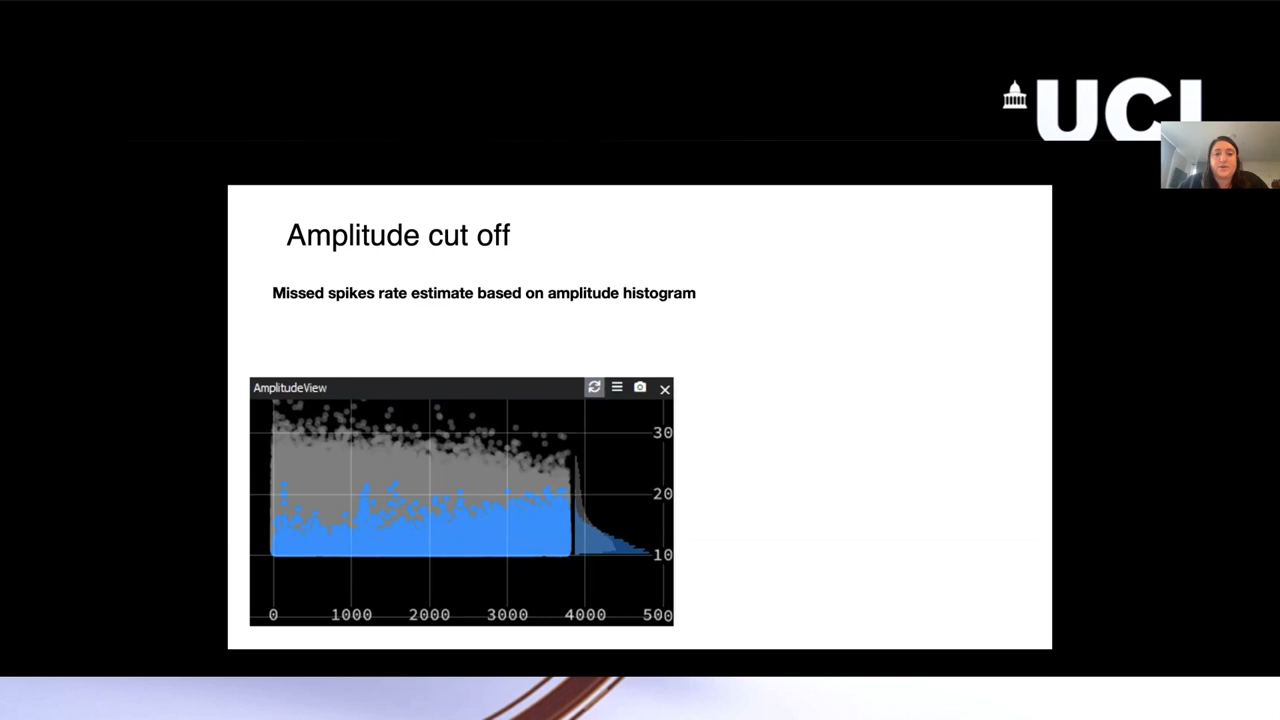 UCL
Amplitude cut off
Missed spikes rate estimate based on amplitude histogram
AmplitudeView
30
20
10
0 1000 2000 3000 4000 500